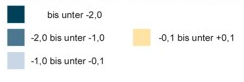 bis unter -2,0
-2,0 bis unter -1,0
-0,1 bis unter +0,1
-1,0 bis unter -0,1